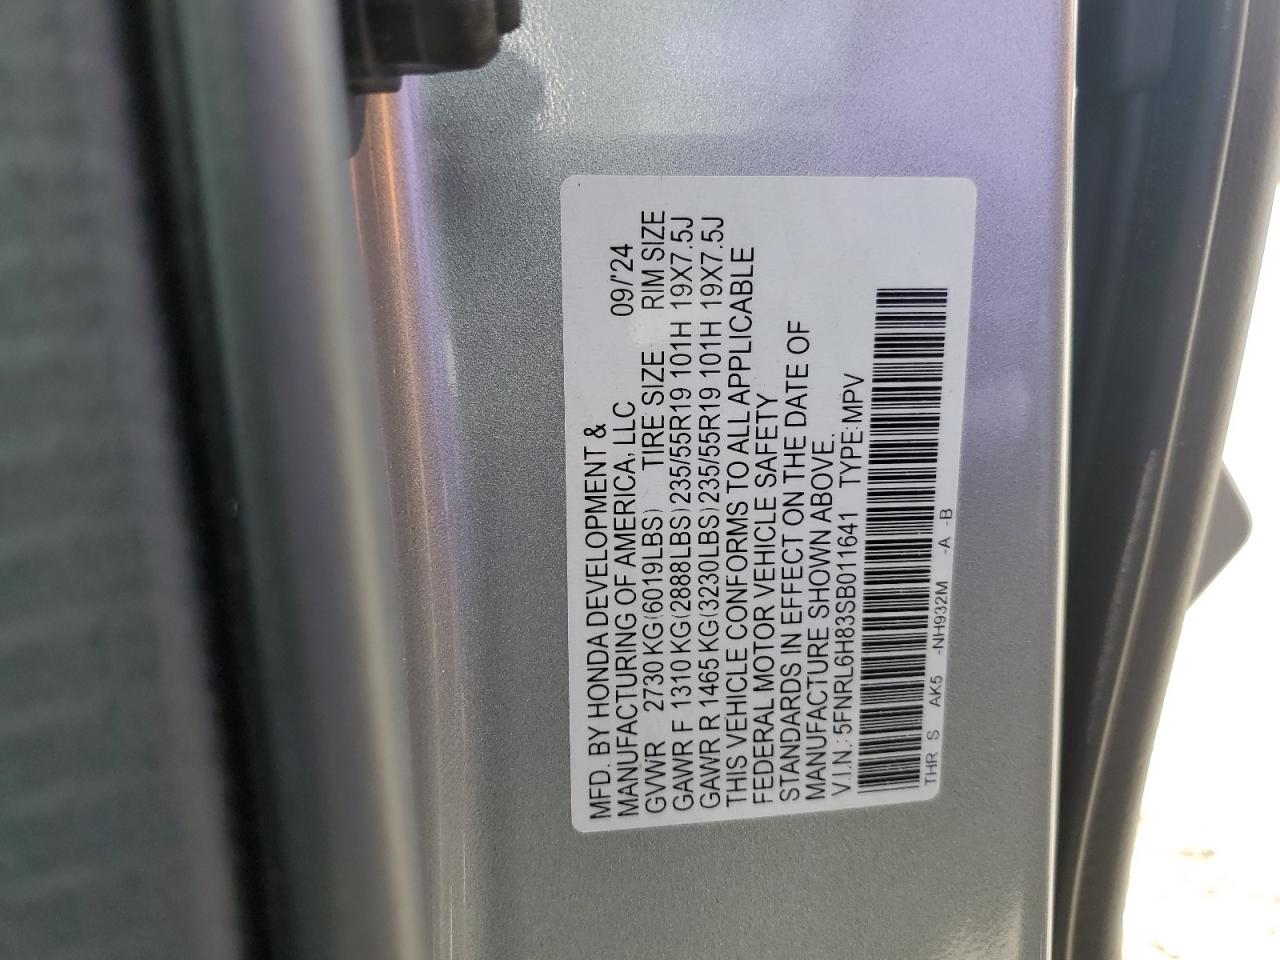 MFD. BY HONDA DEVELOPMENT &
MANUFACTURING OF AMERICA, LLC 09/'24
GVWR 2730 KG(6019LBS) TIRE SIZE RIM SIZE
GAWR F 1310 KG(2888LBS) 235/55R19 101H 19X7.5J
GAWR R 1465 KG(3230LBS) 235/55R19 101H 19X7.5J
THIS VEHICLE CONFORMS TO ALL APPLICABLE
FEDERAL MOTOR VEHICLE SAFETY
STANDARDS IN EFFECT ON THE DATE OF
MANUFACTURE SHOWN ABOVE.
V.I.N.:5FNRL6H83SB011641 TYPE:MPV
THR S AK5 -NH932M -A -B